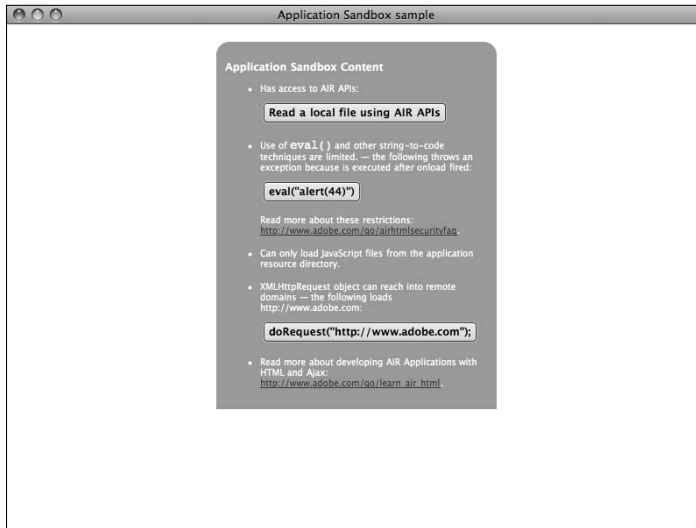 Application Sandbox sample
Application Sandbox Content
• Has access to AIR APIs:
Read a local file using AIR APIs
• Use of eval() and other string-to-code
techniques are limited. — the following throws an
exception because is executed after onload fired:
eval("alert(44)")
Read more about these restrictions:
http://www.adobe.com/go/airhtmlsecurityfaq.
• Can only load JavaScript files from the application
resource directory.
• XMLHttpRequest object can reach into remote
domains — the following loads
http://www.adobe.com:
doRequest("http://www.adobe.com");
• Read more about developing AIR Applications with
HTML and Ajax:
http://www.adobe.com/go/learn_air_html.